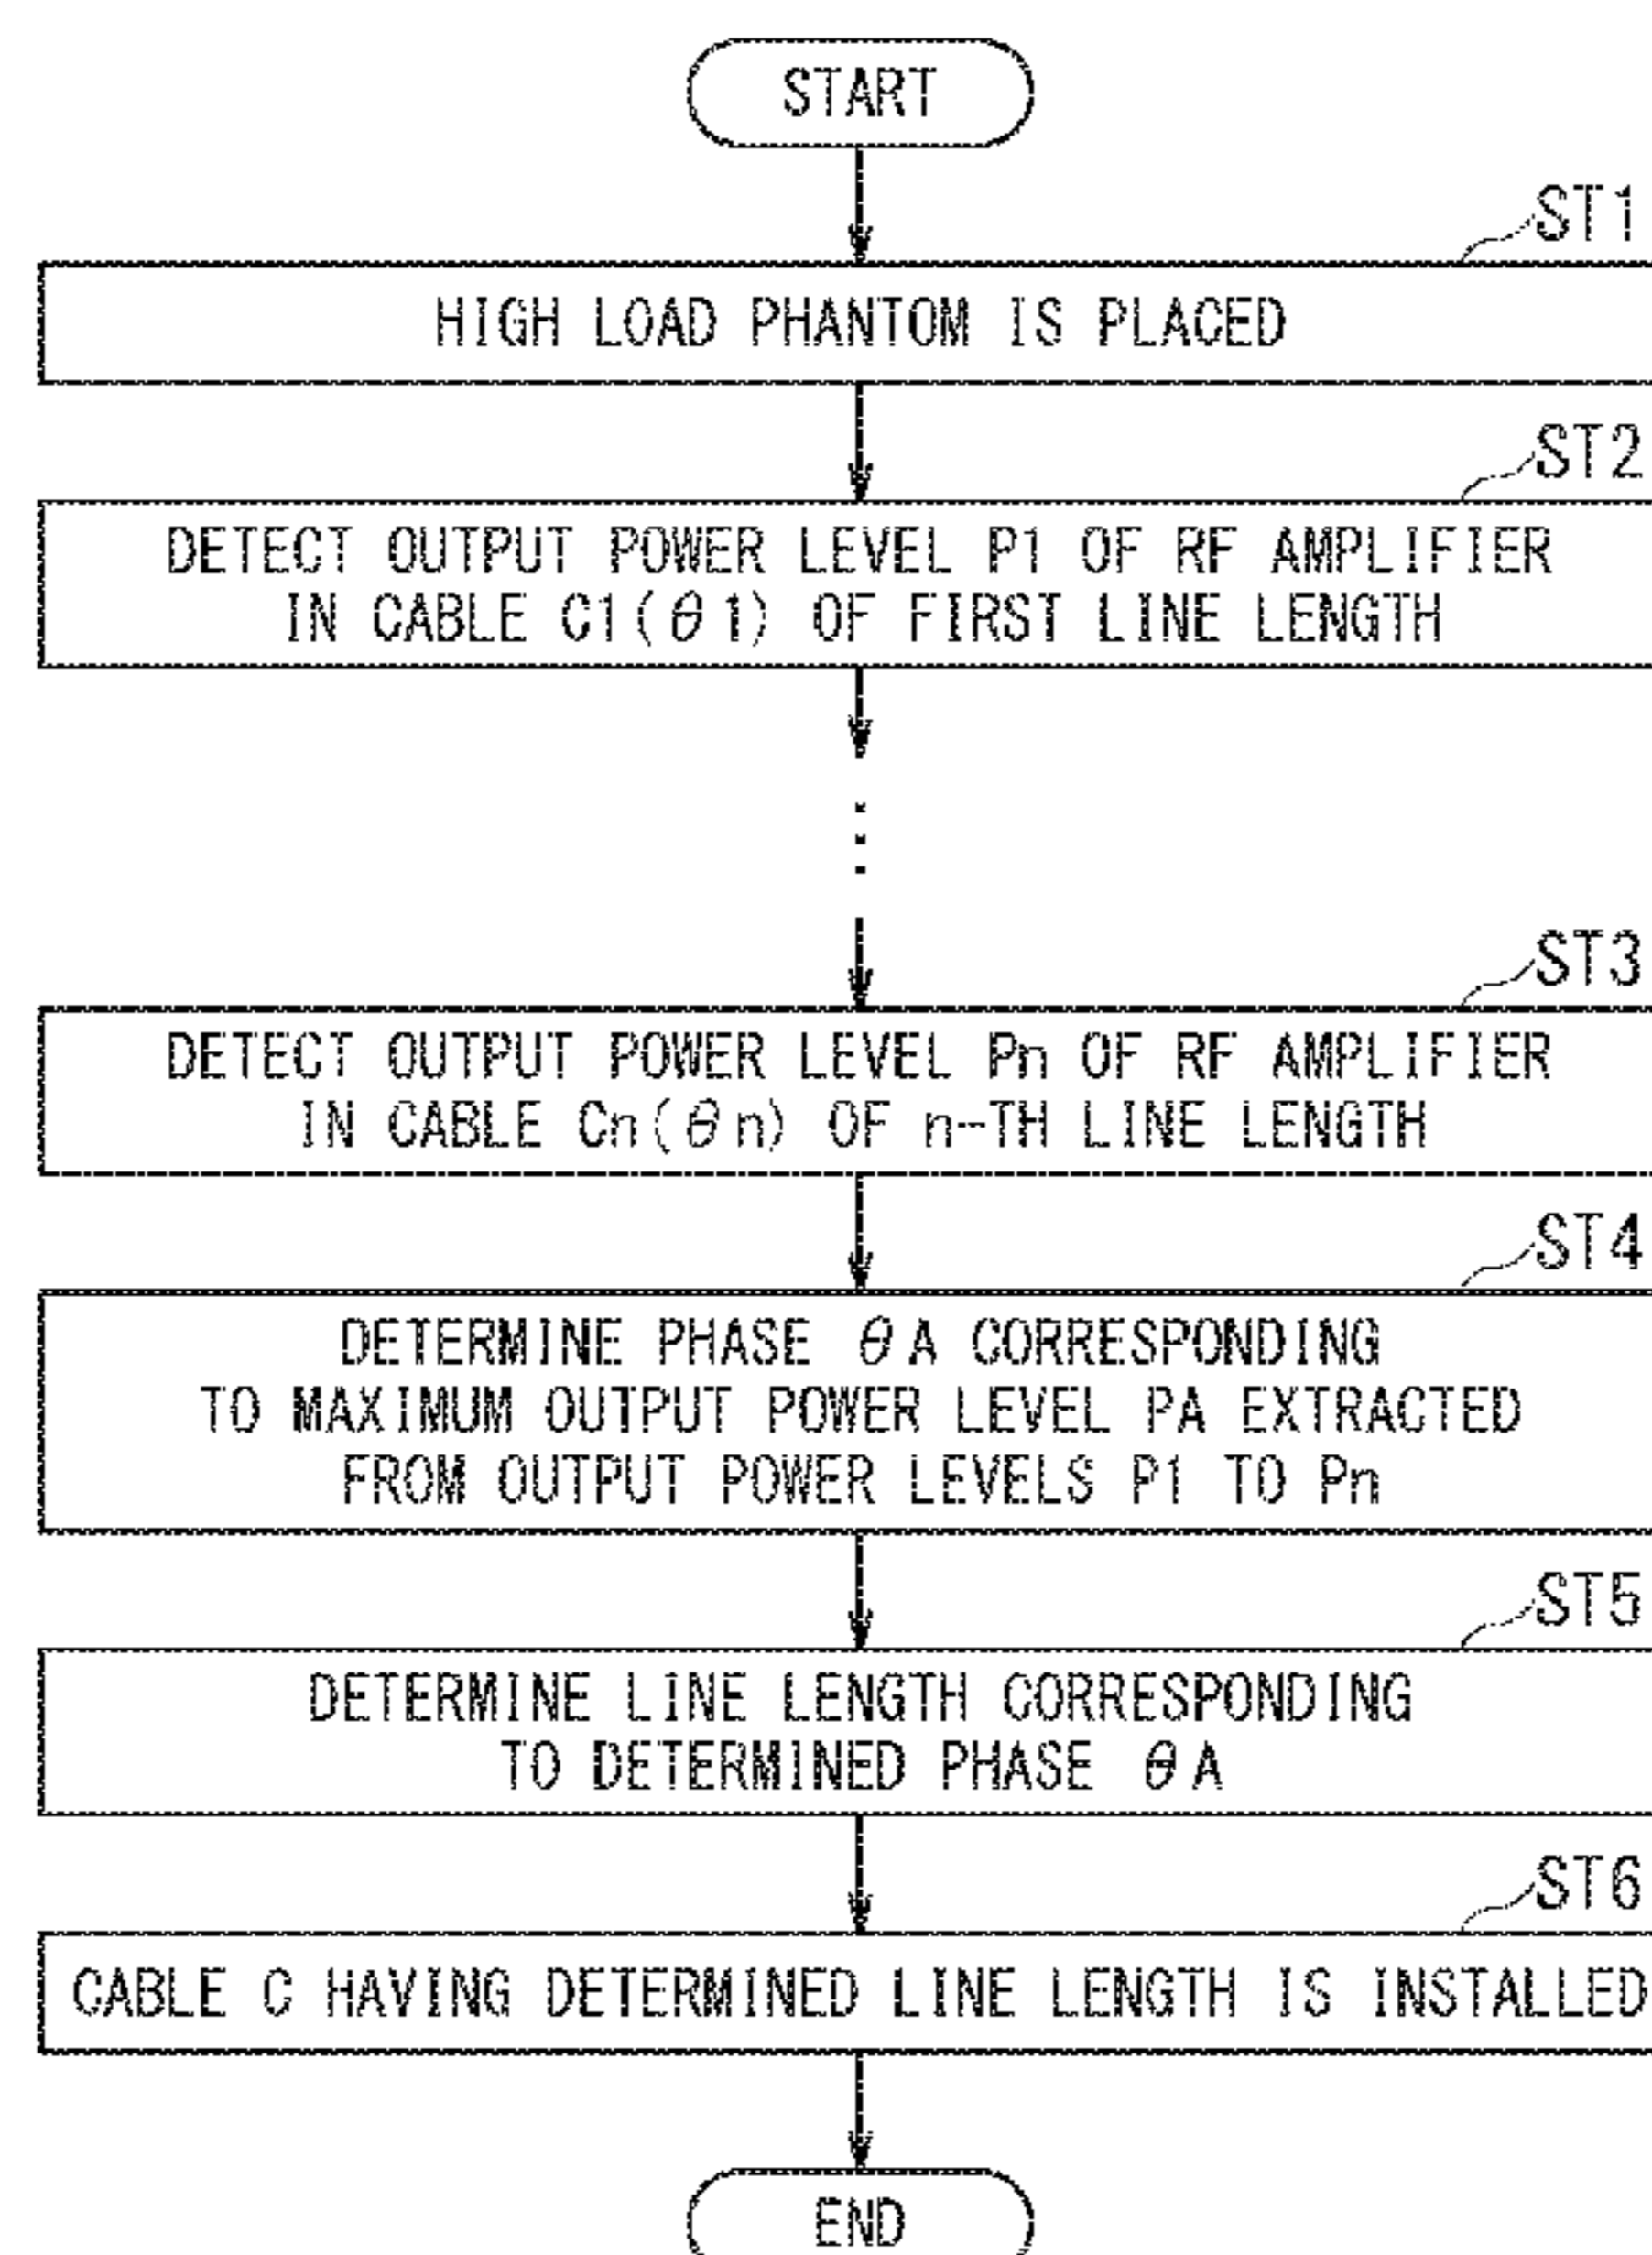 START
ST1
HIGH LOAD PHANTOM IS PLACED
ST2
DETECT OUTPUT POWER LEVEL P1 OF RF AMPLIFIER
IN CABLE C1(θ1) OF FIRST LINE LENGTH
ST3
DETECT OUTPUT POWER LEVEL Pn OF RF AMPLIFIER
IN CABLE Cn(θn) OF n-TH LINE LENGTH
ST4
DETERMINE PHASE θA CORRESPONDING
TO MAXIMUM OUTPUT POWER LEVEL PA EXTRACTED
FROM OUTPUT POWER LEVELS P1 TO Pn
ST5
DETERMINE LINE LENGTH CORRESPONDING
TO DETERMINED PHASE θA
ST6
CABLE C HAVING DETERMINED LINE LENGTH IS INSTALLED
END